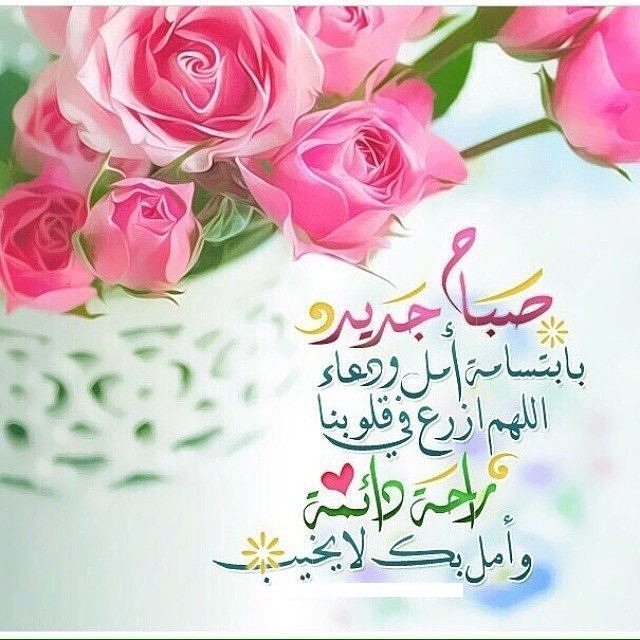 صباح جديد
بابتسامة أمل ودعاء
اللهم ازرع في قلوبنا
راحة دائمة
وأمل بك لا يخيب